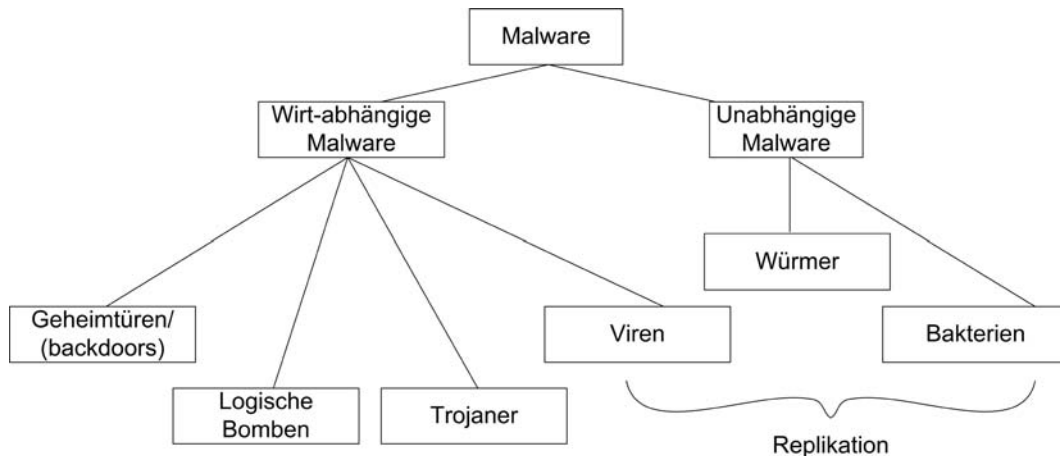 Malware
Wirt-abhängige
Malware
Unabhängige
Malware
Würmer
Geheimtüren/
(backdoors)
Viren
Bakterien
Logische
Bomben
Trojaner
Replikation